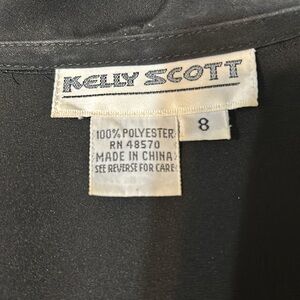 KELLY SCOTT
8
100% POLYESTER
RN 48570
MADE IN CHINA
SEE REVERSE FOR CARE